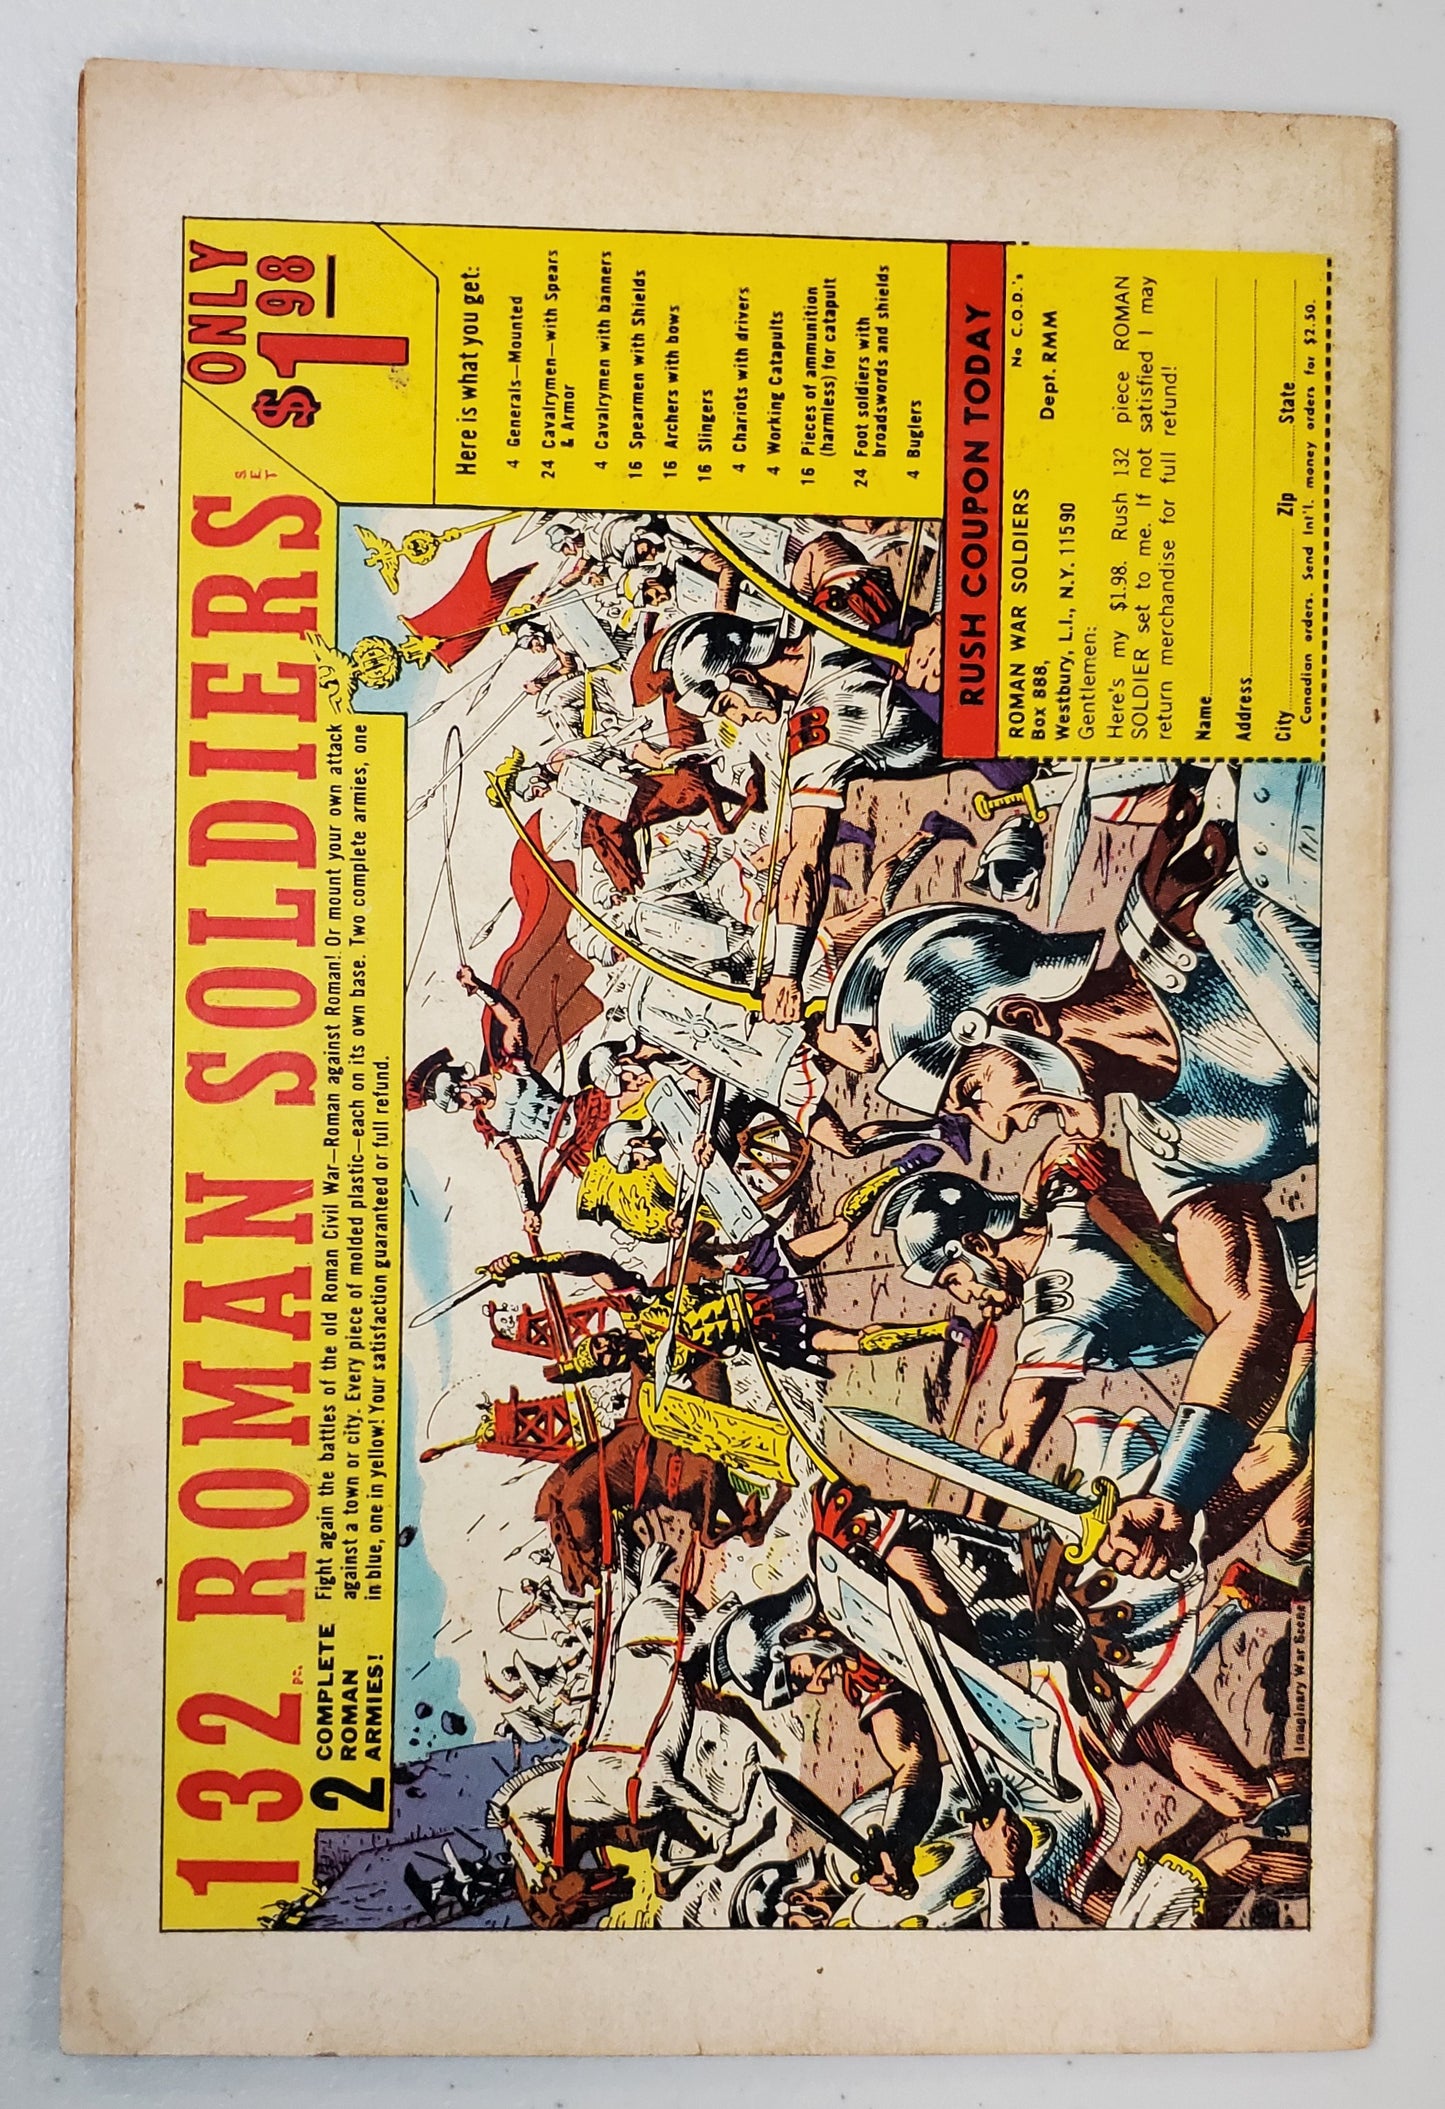 132 PC. ROMAN SOLDIERS SET
ONLY
$1.98
2 COMPLETE
ROMAN
ARMIES!
Fight again the battles of the old Roman Civil War—Roman against Roman! Or mount your own attack
against a town or city. Every piece of molded plastic—each on its own base. Two complete armies, one
in blue, one in yellow! Your satisfaction guaranteed or full refund.
Here is what you get:
4 Generals—Mounted
24 Cavalrymen—with Spears
& Armor
4 Cavalrymen with banners
16 Spearmen with Shields
16 Archers with bows
16 Slingers
4 Chariots with drivers
4 Working Catapults
16 Pieces of ammunition
(harmless) for catapult
24 Foot soldiers with
broadswords and shields
4 Buglers
RUSH COUPON TODAY
ROMAN WAR SOLDIERS No C.O.D.'s
Box 888,
Westbury, L.I., N.Y. 11590 Dept. RMM
Gentlemen:
Here's my $1.98. Rush 132 piece ROMAN
SOLDIER set to me. If not satisfied I may
return merchandise for full refund!
Name
Address
City Zip State
Canadian orders. Send Int'l. money orders for $2.50.
Imaginary War Scene